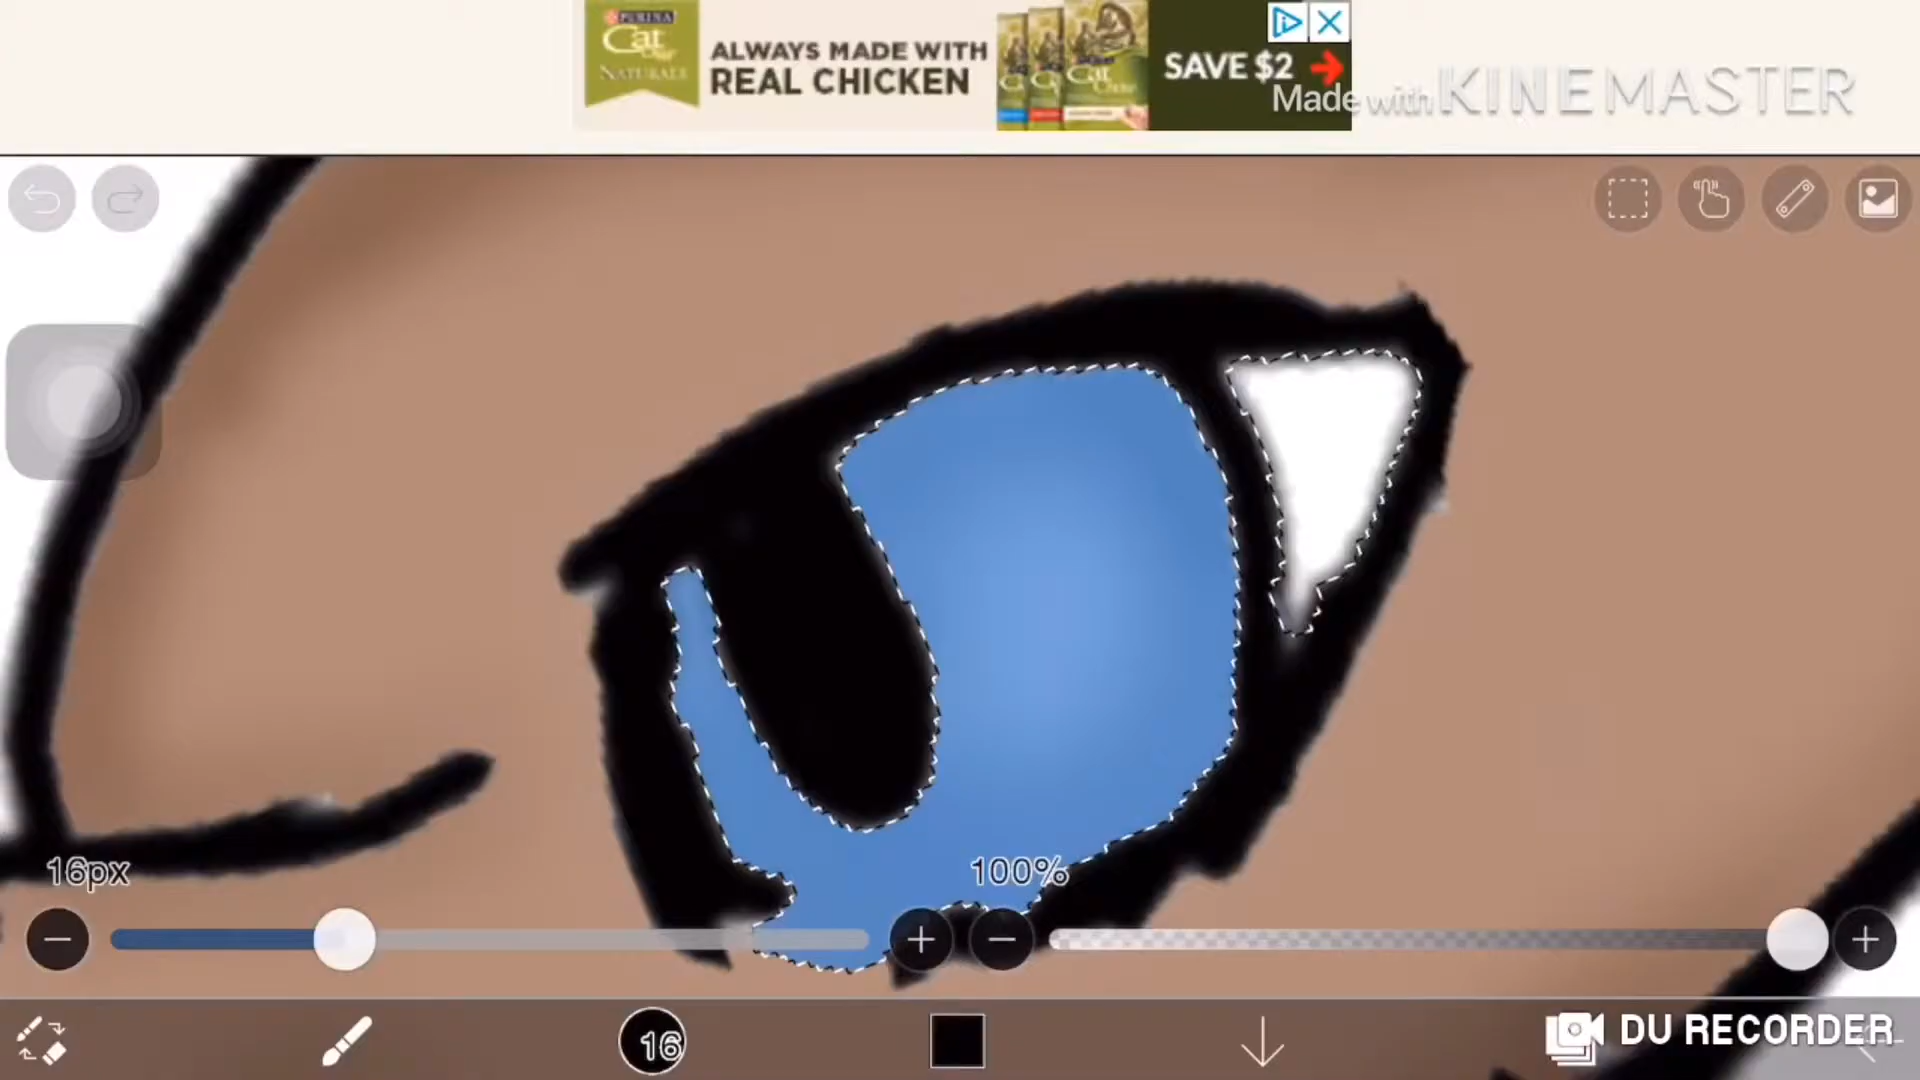 PURINA
Cat
Chow
NATURALS
ALWAYS MADE WITH
REAL CHICKEN
SAVE $2
Made with KINEMASTER
16px
100%
16
DU RECORDER